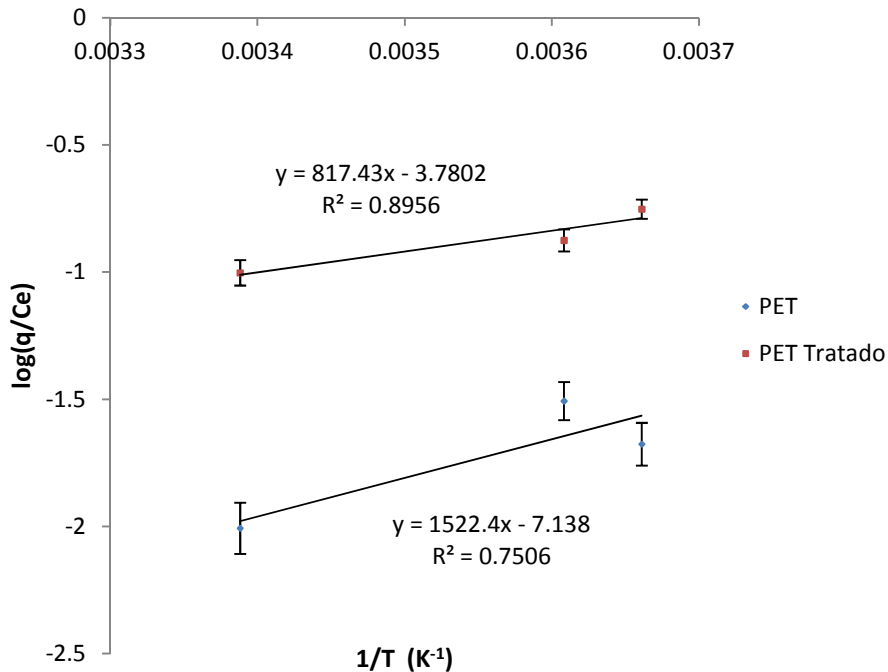 0
0.0033 0.0034 0.0035 0.0036 0.0037
-0.5
y = 817.43x - 3.7802
R² = 0.8956
-1
log(q/Ce)
PET
PET Tratado
-1.5
-2
y = 1522.4x - 7.138
R² = 0.7506
-2.5
1/T (K⁻¹)